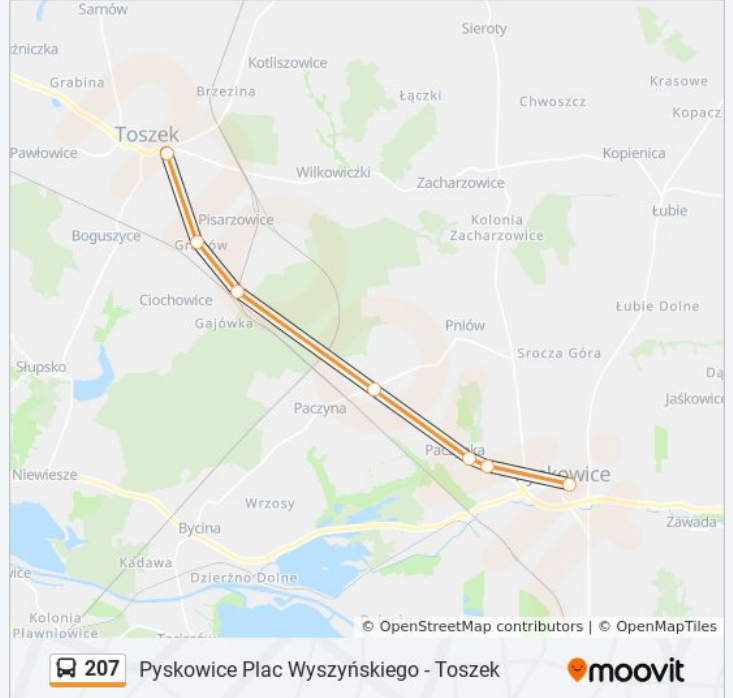 Sarnów
Sieroty
Kotliszowice
Grabina
Brzezina
Łączki
Krasowe
Chwoszcz
Kopacz
Toszek
Pawłowice
Kopienica
Wilkowiczki
Zacharzowice
Pisarzowice
Kolonia
Zacharzowice
Łubie
Boguszyce
Ciochowice
Gajówka
Łubie Dolne
Pniów
Srocza Góra
Słupsko
Paczyna
Niewiesze
Wrzosy
Bycina
Zawada
Kadawa
Dzierżno Dolne
Kolonia
Pławniowice
© OpenStreetMap contributors | © OpenMapTiles
207 Pyskowice Plac Wyszyńskiego - Toszek
moovit